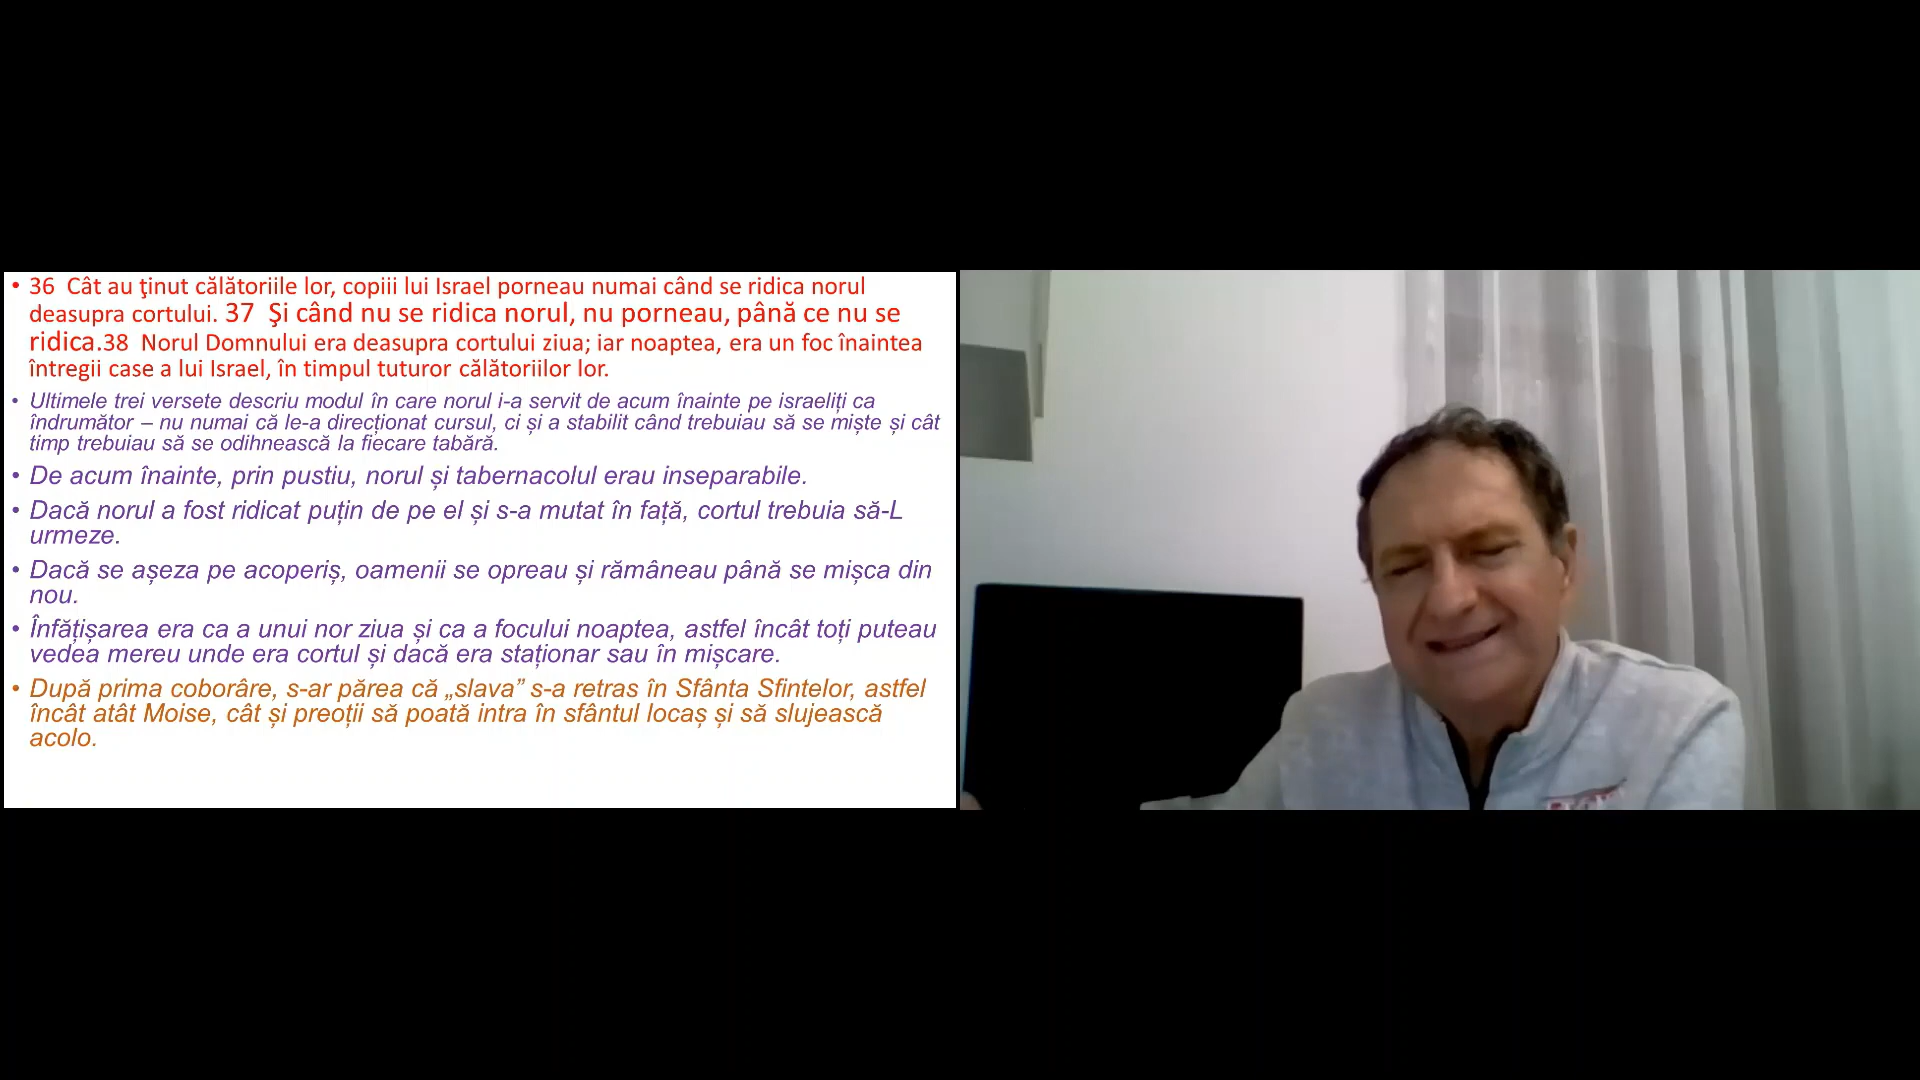 • 36 Cât au ţinut călătoriile lor, copiii lui Israel porneau numai când se ridica norul
deasupra cortului. 37 Şi când nu se ridica norul, nu porneau, până ce nu se
ridica.38 Norul Domnului era deasupra cortului ziua; iar noaptea, era un foc înaintea
întregii case a lui Israel, în timpul tuturor călătoriilor lor.
• Ultimele trei versete descriu modul în care norul i-a servit de acum înainte pe israeliți ca
îndrumător – nu numai că le-a direcționat cursul, ci și a stabilit când trebuiau să se miște și cât
timp trebuiau să se odihnească la fiecare tabără.
• De acum înainte, prin pustiu, norul și tabernacolul erau inseparabile.
• Dacă norul a fost ridicat puțin de pe el și s-a mutat în față, cortul trebuia să-L
urmeze.
• Dacă se așeza pe acoperiș, oamenii se opreau și rămâneau până se mișca din
nou.
• Înfățișarea era ca a unui nor ziua și ca a focului noaptea, astfel încât toți puteau
vedea mereu unde era cortul și dacă era staționar sau în mișcare.
• După prima coborâre, s-ar părea că „slava” s-a retras în Sfânta Sfintelor, astfel
încât atât Moise, cât și preoții să poată intra în sfântul locaș și să slujească
acolo.